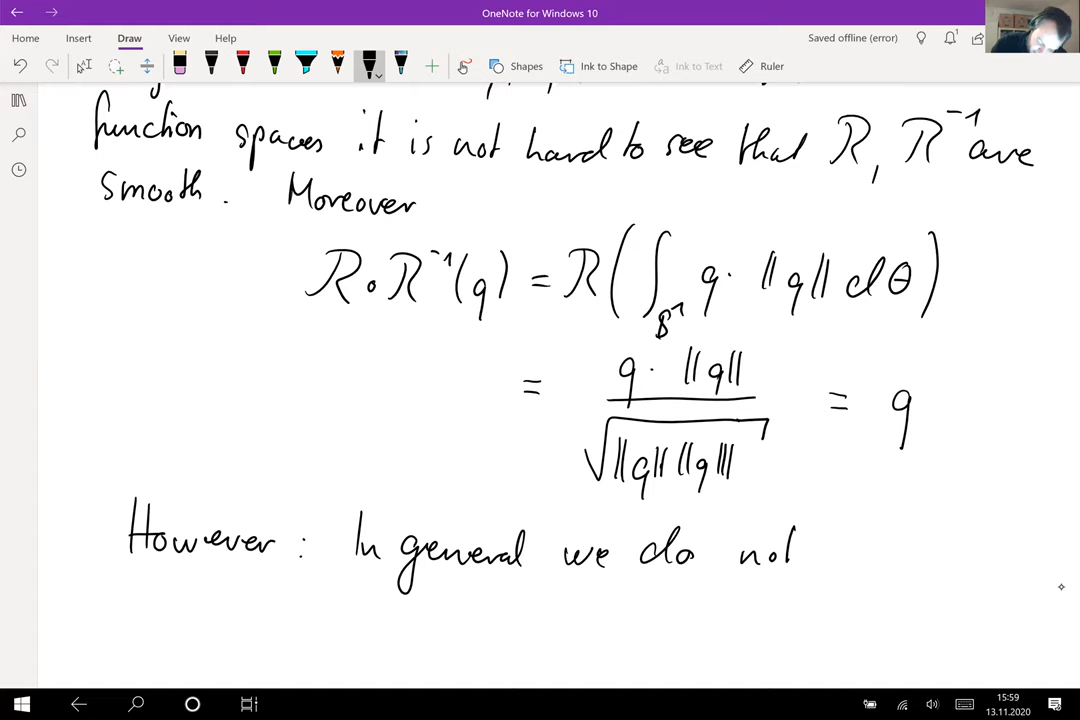 OneNote for Windows 10
Home Insert Draw View Help Saved offline (error)
Shapes Ink to Shape Ink to Text Ruler
function spaces it is not hard to see that R, R⁻¹ are
smooth. Moreover
R∘R⁻¹(q) = R(∫_{S¹} q · ||q|| dθ)
= q · ||q|| / √||q||q||| = q
However: In general we do not
15:59
13.11.2020